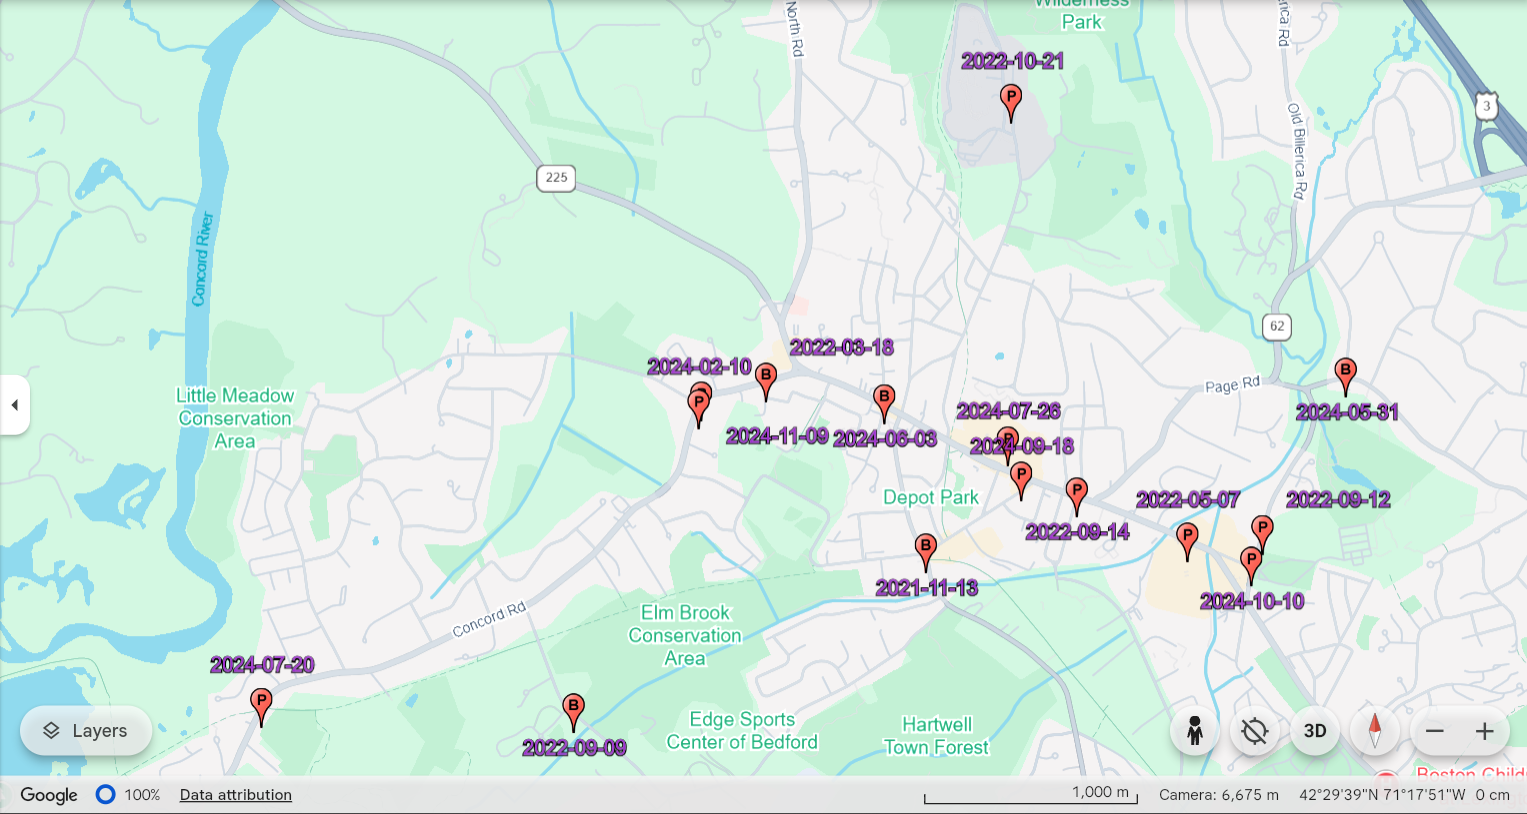 Wilderness
Park
North Rd
rica Rd
2022-10-21
P
3
Old Billerica Rd
225
Concord River
62
2022-03-18
2024-02-10
B
P
B
Page Rd
B
2024-05-31
Little Meadow
Conservation
Area
2024-11-09
2024-06-03
2024-07-26
2024-09-18
P
P
Depot Park
2022-09-14
2022-05-07
2022-09-12
P
P
P
2024-10-10
B
2021-11-13
Concord Rd
Elm Brook
Conservation
Area
2024-07-20
P
B
2022-09-09
Edge Sports
Center of Bedford
Hartwell
Town Forest
Layers
3D
Google
100%
Data attribution
1,000 m
Camera: 6,675 m
42°29'39"N 71°17'51"W
0 cm
Boston Child